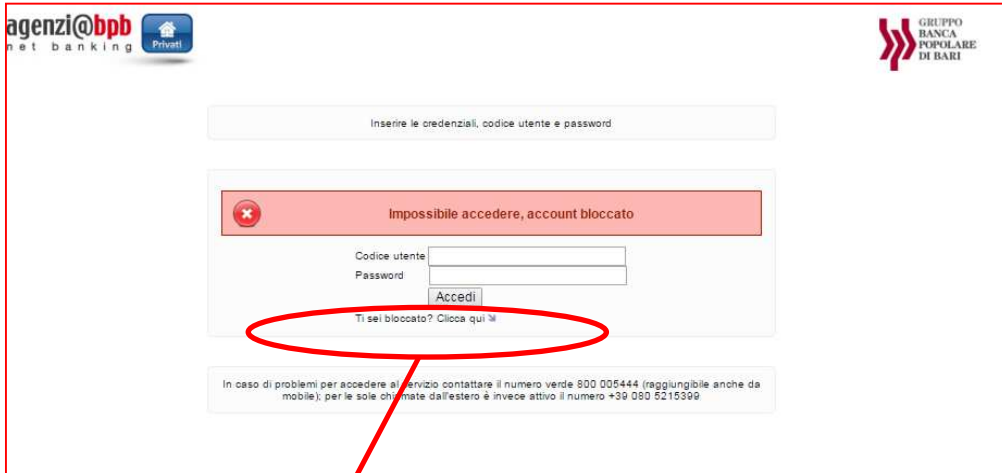 agenzi@bpb
net banking
Privati
GRUPPO
BANCA
POPOLARE
DI BARI
Inserire le credenziali, codice utente e password
Impossibile accedere, account bloccato
Codice utente
Password
Accedi
Ti sei bloccato? Clicca qui
In caso di problemi per accedere al servizio contattare il numero verde 800 005444 (raggiungibile anche da
mobile); per le sole chiamate dall'estero è invece attivo il numero +39 080 5215399